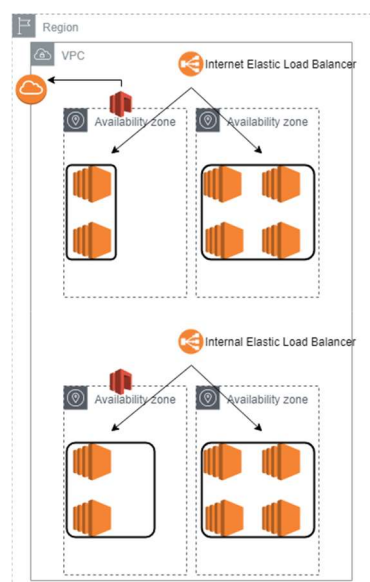 Region
VPC
Internet Elastic Load Balancer
Availability zone
Availability zone
Internal Elastic Load Balancer
Availability zone
Availability zone